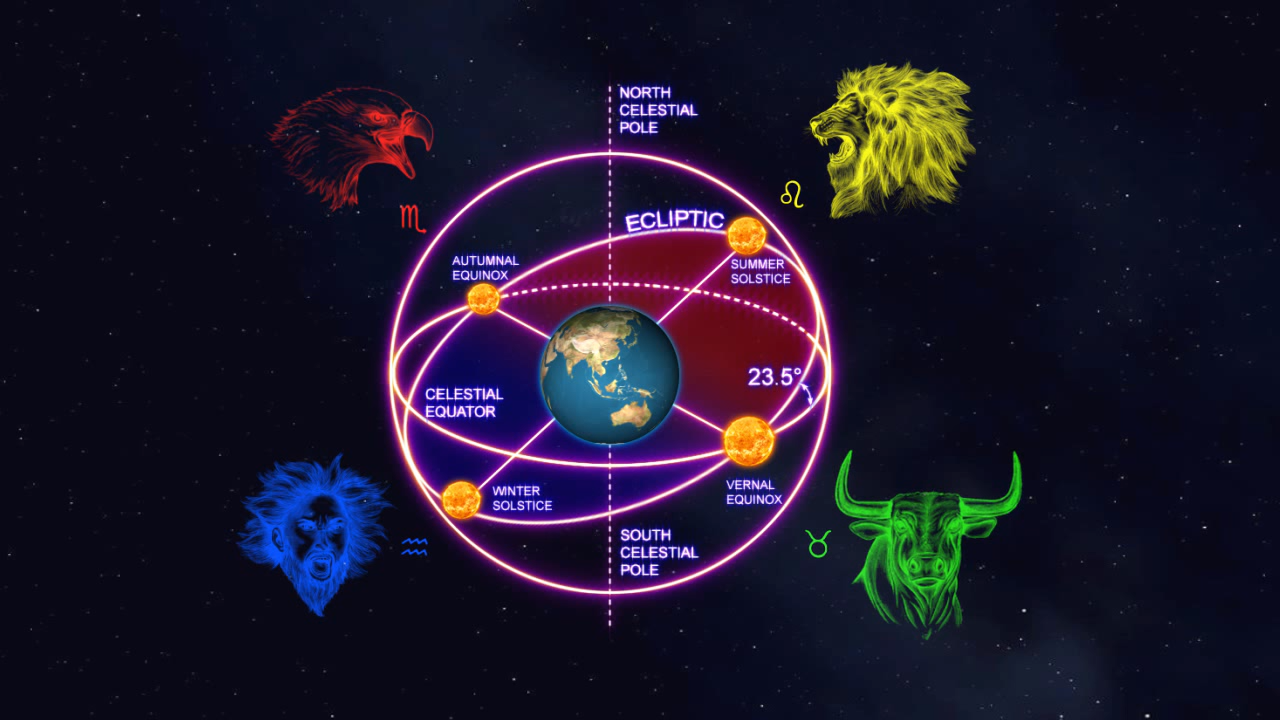 NORTH
CELESTIAL
POLE
♌
♏
ECLIPTIC
AUTUMNAL
EQUINOX
SUMMER
SOLSTICE
23.5°
CELESTIAL
EQUATOR
WINTER
SOLSTICE
VERNAL
EQUINOX
SOUTH
CELESTIAL
POLE
♒
♉